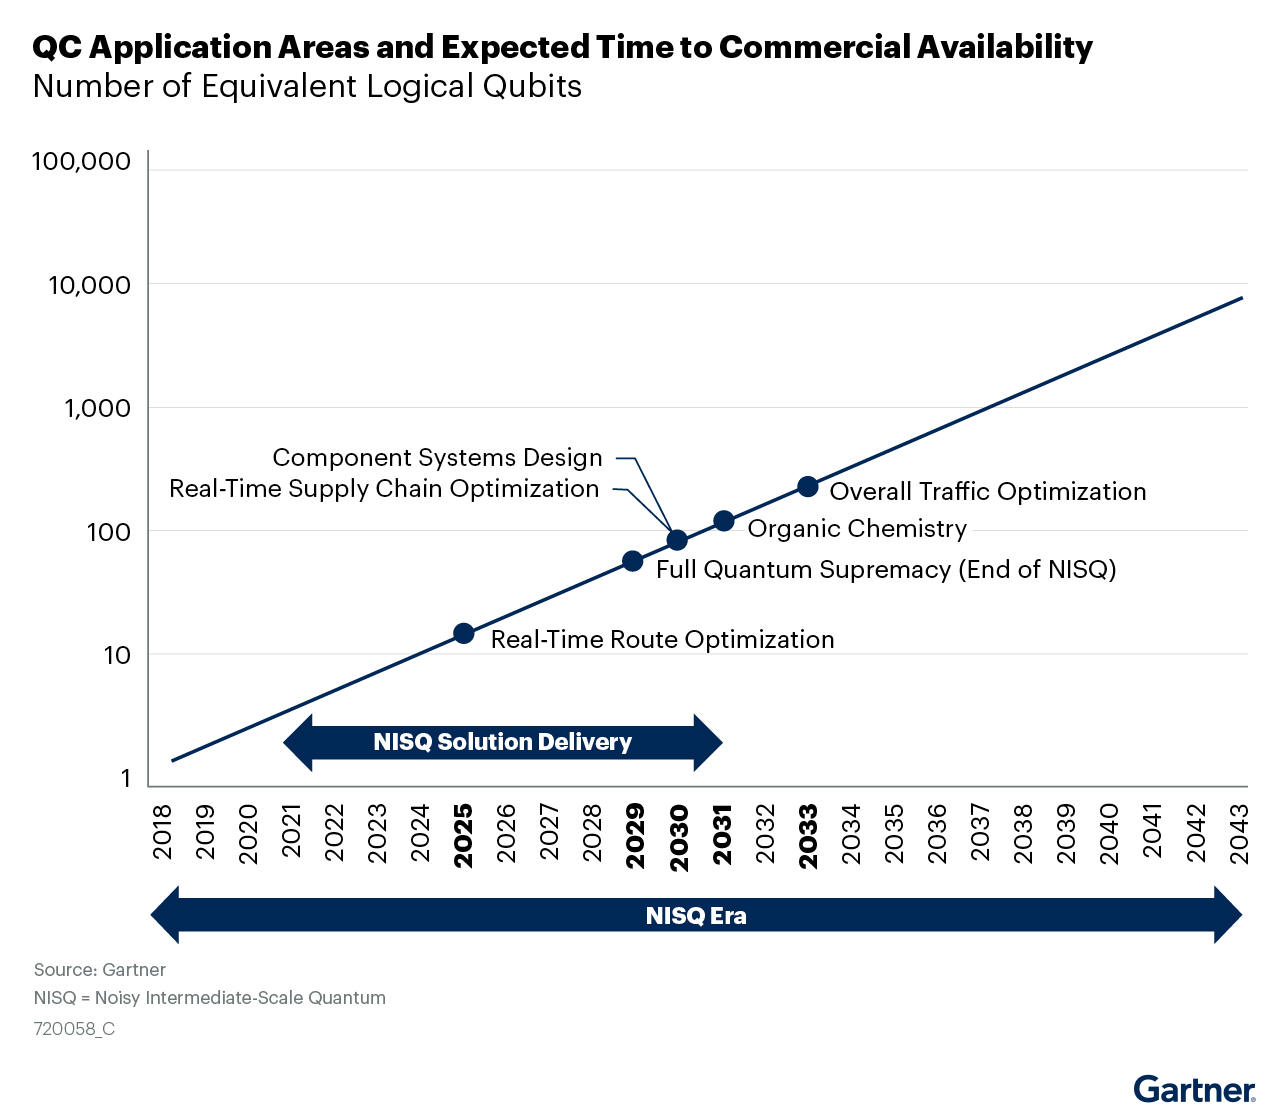 QC Application Areas and Expected Time to Commercial Availability
Number of Equivalent Logical Qubits
100,000
10,000
1,000
100
10
1
Component Systems Design
Real-Time Supply Chain Optimization
Overall Traffic Optimization
Organic Chemistry
Full Quantum Supremacy (End of NISQ)
Real-Time Route Optimization
NISQ Solution Delivery
2018 2019 2020 2021 2022 2023 2024 2025 2026 2027 2028 2029 2030 2031 2032 2033 2034 2035 2036 2037 2038 2039 2040 2041 2042 2043
NISQ Era
Source: Gartner
NISQ = Noisy Intermediate-Scale Quantum
720058_C
Gartner®